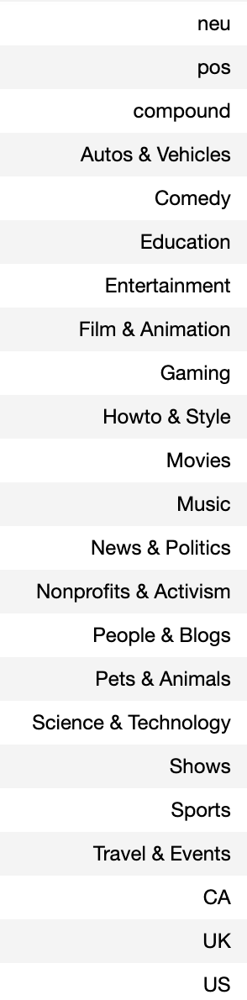 neu
pos
compound
Autos & Vehicles
Comedy
Education
Entertainment
Film & Animation
Gaming
Howto & Style
Movies
Music
News & Politics
Nonprofits & Activism
People & Blogs
Pets & Animals
Science & Technology
Shows
Sports
Travel & Events
CA
UK
US